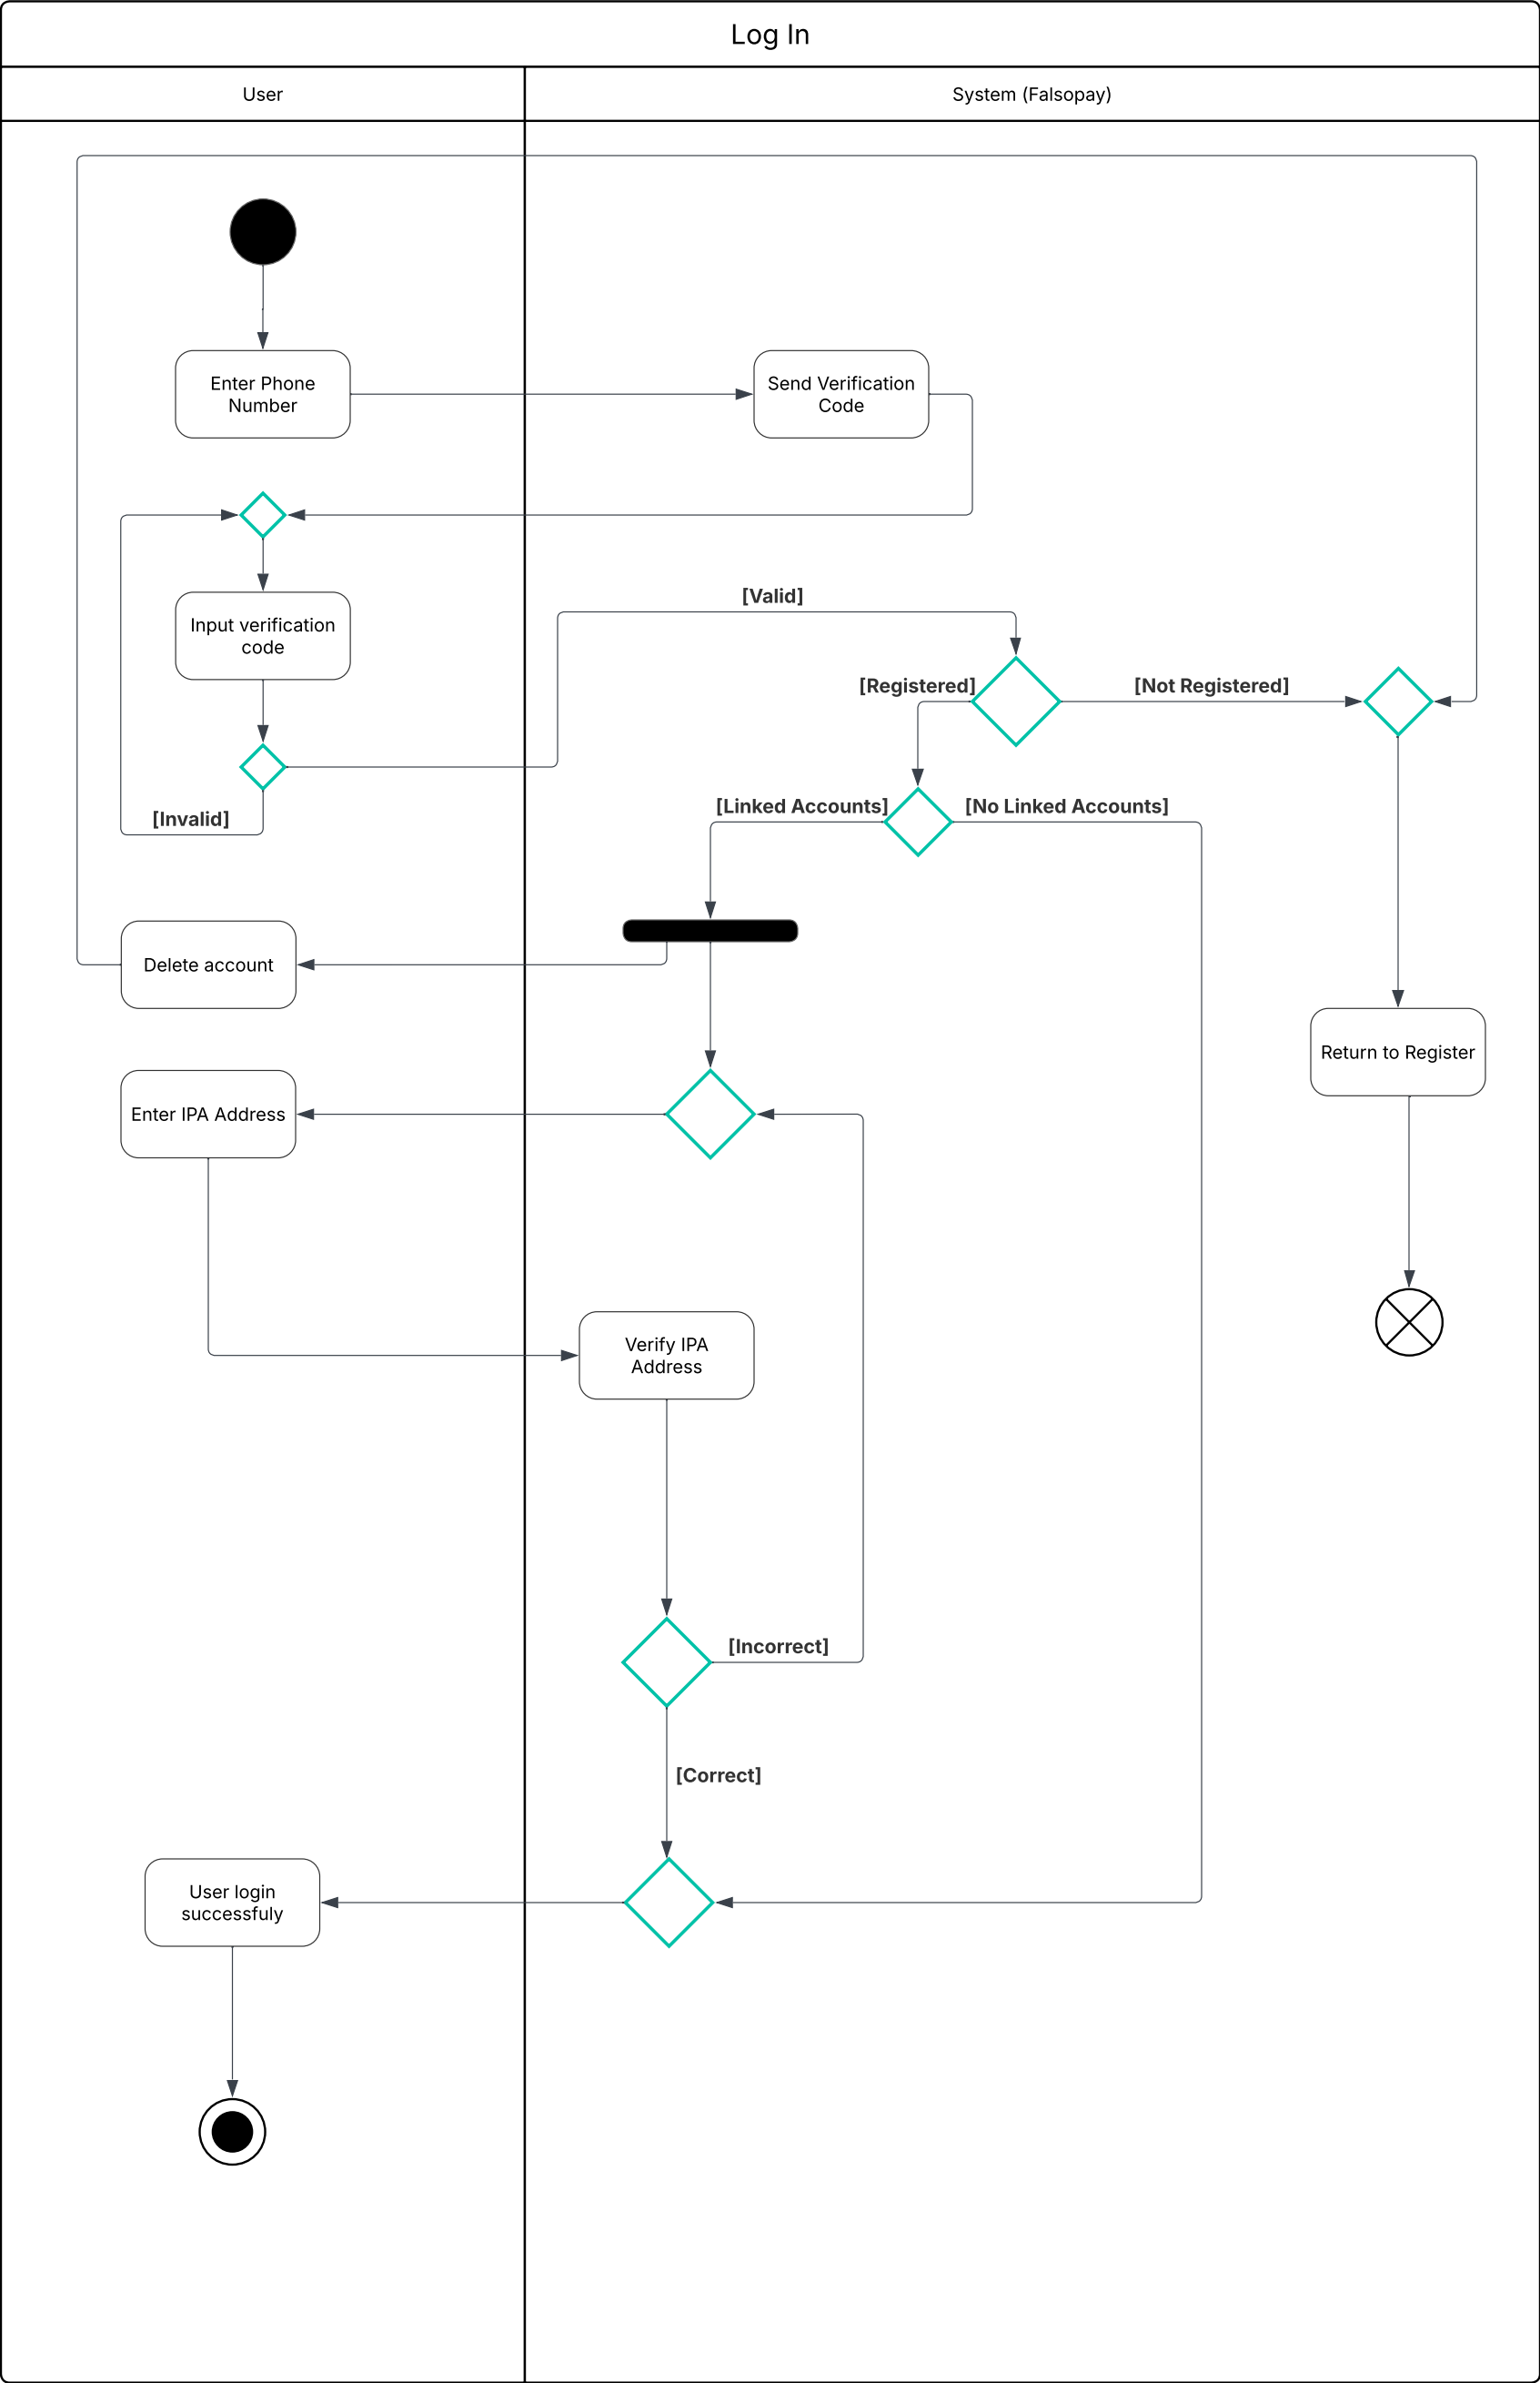 Log In
User
System (Falsopay)
Enter Phone
Number
Send Verification
Code
[Valid]
Input verification
code
[Registered]
[Not Registered]
[Linked Accounts]
[No Linked Accounts]
[Invalid]
Delete account
Return to Register
Enter IPA Address
Verify IPA
Address
[Incorrect]
[Correct]
User login
successfuly